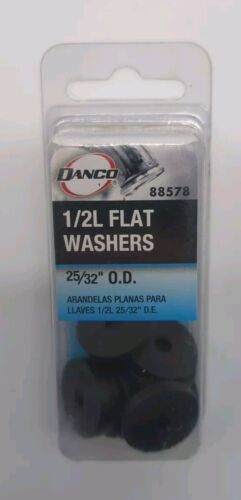 DANCO
88578
1/2L FLAT
WASHERS
25/32" O.D.
ARANDELAS PLANAS PARA
LLAVES 1/2L 25/32" D.E.